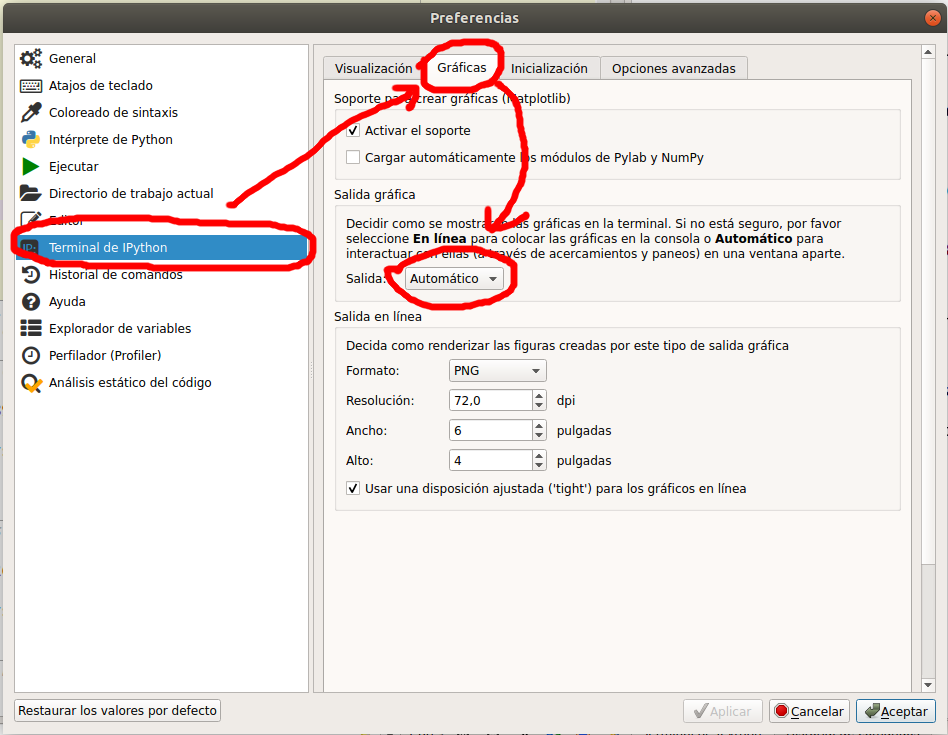 Preferencias
General
Atajos de teclado
Coloreado de sintaxis
Intérprete de Python
Ejecutar
Directorio de trabajo actual
Editor
Terminal de IPython
Historial de comandos
Ayuda
Explorador de variables
Perfilador (Profiler)
Análisis estático del código
Visualización Gráficas Inicialización Opciones avanzadas
Soporte para crear gráficas (Matplotlib)
Activar el soporte
Cargar automáticamente los módulos de Pylab y NumPy
Salida gráfica
Decidir como se mostrarán las gráficas en la terminal. Si no está seguro, por favor
seleccione En línea para colocar las gráficas en la consola o Automático para
interactuar con ellas (a través de acercamientos y paneos) en una ventana aparte.
Salida: Automático
Salida en línea
Decida como renderizar las figuras creadas por este tipo de salida gráfica
Formato: PNG
Resolución: 72,0 dpi
Ancho: 6 pulgadas
Alto: 4 pulgadas
Usar una disposición ajustada ('tight') para los gráficos en línea
Restaurar los valores por defecto Aplicar Cancelar Aceptar